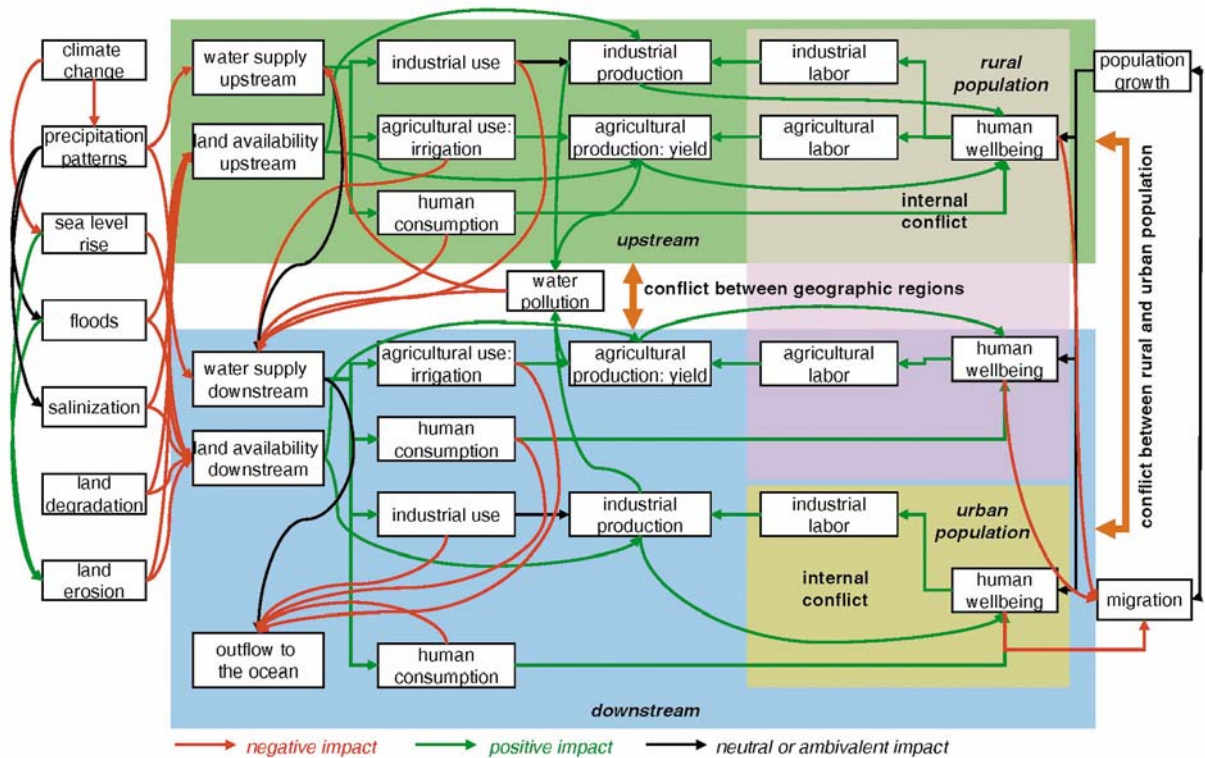 climate
change
precipitation
patterns
sea level
rise
floods
salinization
land
degradation
land
erosion
water supply
upstream
land availability
upstream
industrial use
agricultural use:
irrigation
human
consumption
industrial
production
agricultural
production: yield
industrial
labor
agricultural
labor
rural
population
human
wellbeing
population
growth
internal
conflict
upstream
water
pollution
conflict between geographic regions
conflict between rural and urban population
water supply
downstream
land availability
downstream
agricultural use:
irrigation
human
consumption
industrial use
agricultural
production: yield
agricultural
labor
human
wellbeing
industrial
production
industrial
labor
urban
population
internal
conflict
human
wellbeing
migration
outflow to
the ocean
human
consumption
downstream
negative impact
positive impact
neutral or ambivalent impact